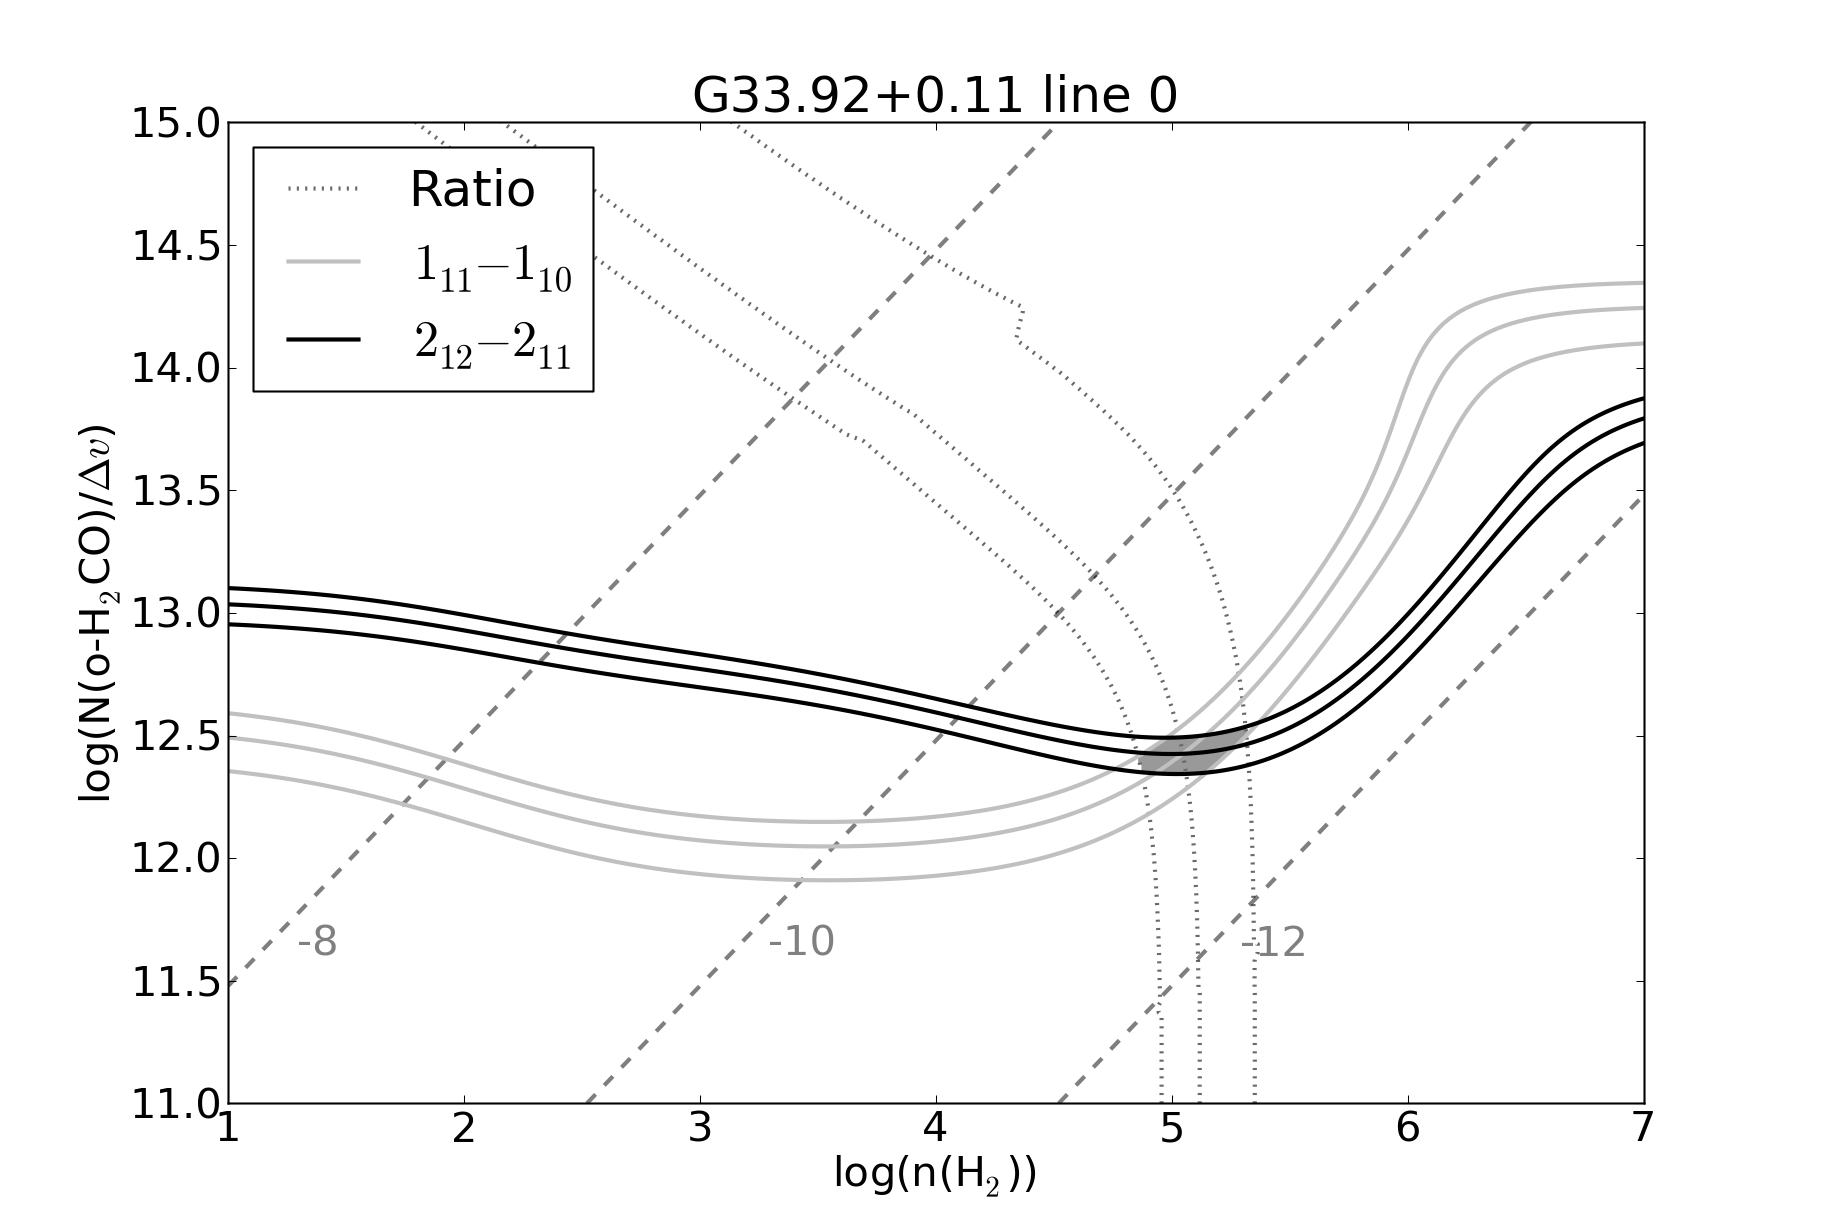 G33.92+0.11 line 0
15.0
14.5
14.0
13.5
13.0
12.5
12.0
11.5
11.0
log(N(o-H₂CO)/Δv)
Ratio
1₁₁−1₁₀
2₁₂−2₁₁
-8
-10
-12
1 2 3 4 5 6 7
log(n(H₂))